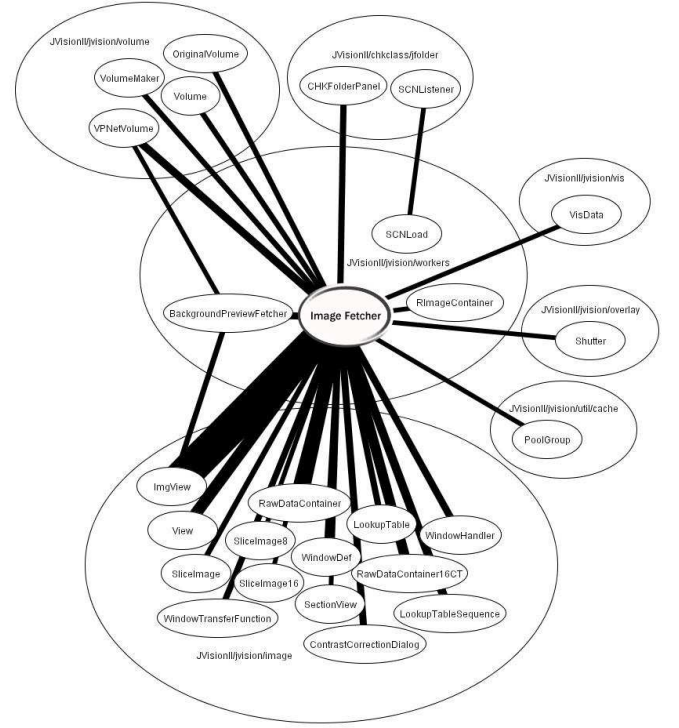 JVisionII/jvision/volume
OriginalVolume
VolumeMaker
Volume
VPNetVolume
JVisionII/chkclass/jfolder
CHKFolderPanel
SCNListener
SCNLoad
JVisionII/jvision/workers
JVisionII/jvision/vis
VisData
BackgroundPreviewFetcher
Image Fetcher
RImageContainer
JVisionII/jvision/overlay
Shutter
JVisionII/jvision/util/cache
PoolGroup
ImgView
RawDataContainer
View
LookupTable
WindowHandler
SliceImage8
WindowDef
SliceImage
SliceImage16
RawDataContainer16CT
SectionView
WindowTransferFunction
LookupTableSequence
ContrastCorrectionDialog
JVisionII/jvision/image